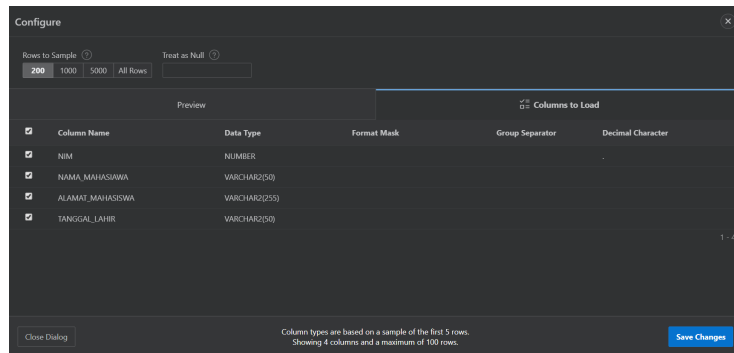 Configure
Rows to Sample ? Treat as Null ?
200 1000 5000 All Rows
Preview Columns to Load
Column Name Data Type Format Mask Group Separator Decimal Character
NIM NUMBER .
NAMA_MAHASIAWA VARCHAR2(50)
ALAMAT_MAHASISWA VARCHAR2(255)
TANGGAL_LAHIR VARCHAR2(50)
1 - 4
Close Dialog Column types are based on a sample of the first 5 rows. Save Changes
Showing 4 columns and a maximum of 100 rows.